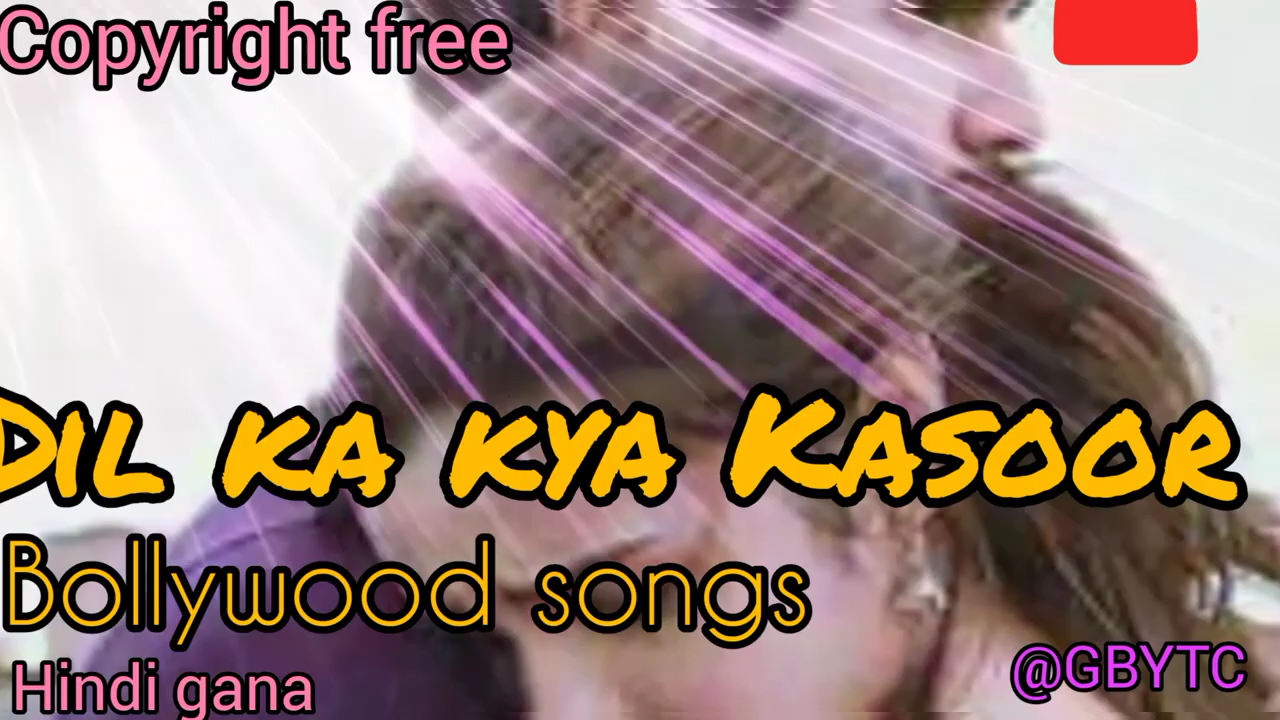 Copyright free
Dil ka kya Kasoor
Bollywood songs
Hindi gana
@GBYTC